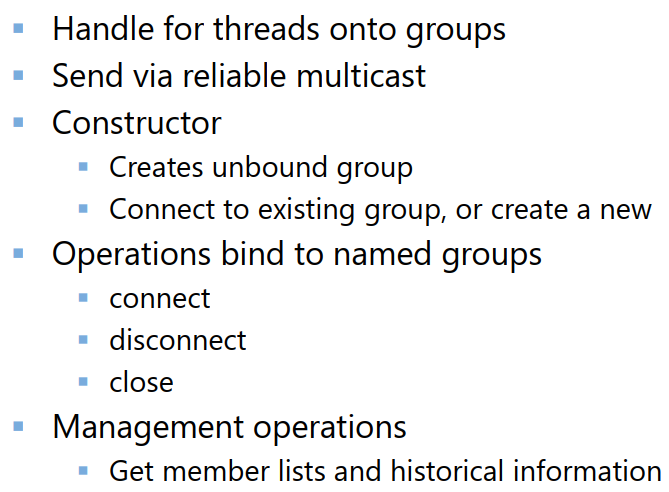 Handle for threads onto groups
Send via reliable multicast
Constructor
Creates unbound group
Connect to existing group, or create a new
Operations bind to named groups
connect
disconnect
close
Management operations
Get member lists and historical information